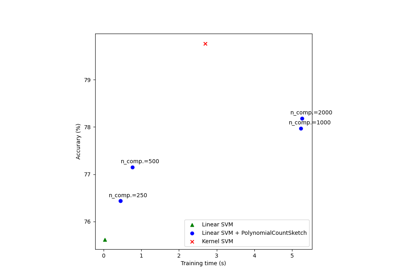 79
78
77
76
Accurary (%)
n_comp.=2000
n_comp.=1000
n_comp.=500
n_comp.=250
Linear SVM
Linear SVM + PolynomialCountSketch
Kernel SVM
0
1
2
3
4
5
Training time (s)